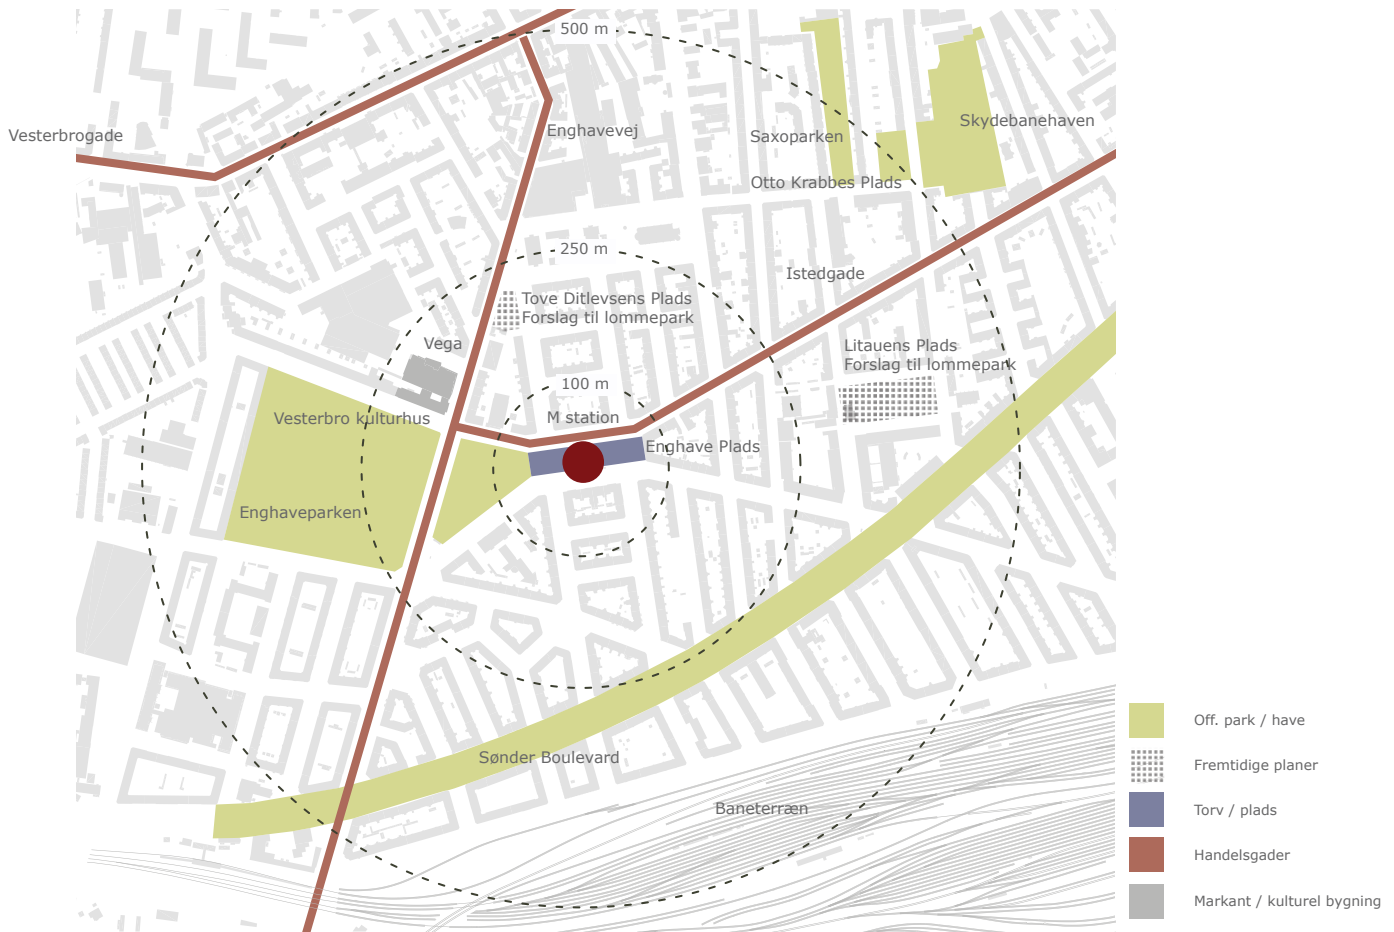 500 m
Vesterbrogade
Enghavevej
Saxoparken
Skydebanehaven
Otto Krabbes Plads
250 m
Istedgade
Tove Ditlevsens Plads
Forslag til lommepark
Vega
Litauens Plads
Forslag til lommepark
100 m
Vesterbro kulturhus
M station
Enghave Plads
Enghaveparken
Sønder Boulevard
Baneterræn
Off. park / have
Fremtidige planer
Torv / plads
Handelsgader
Markant / kulturel bygning